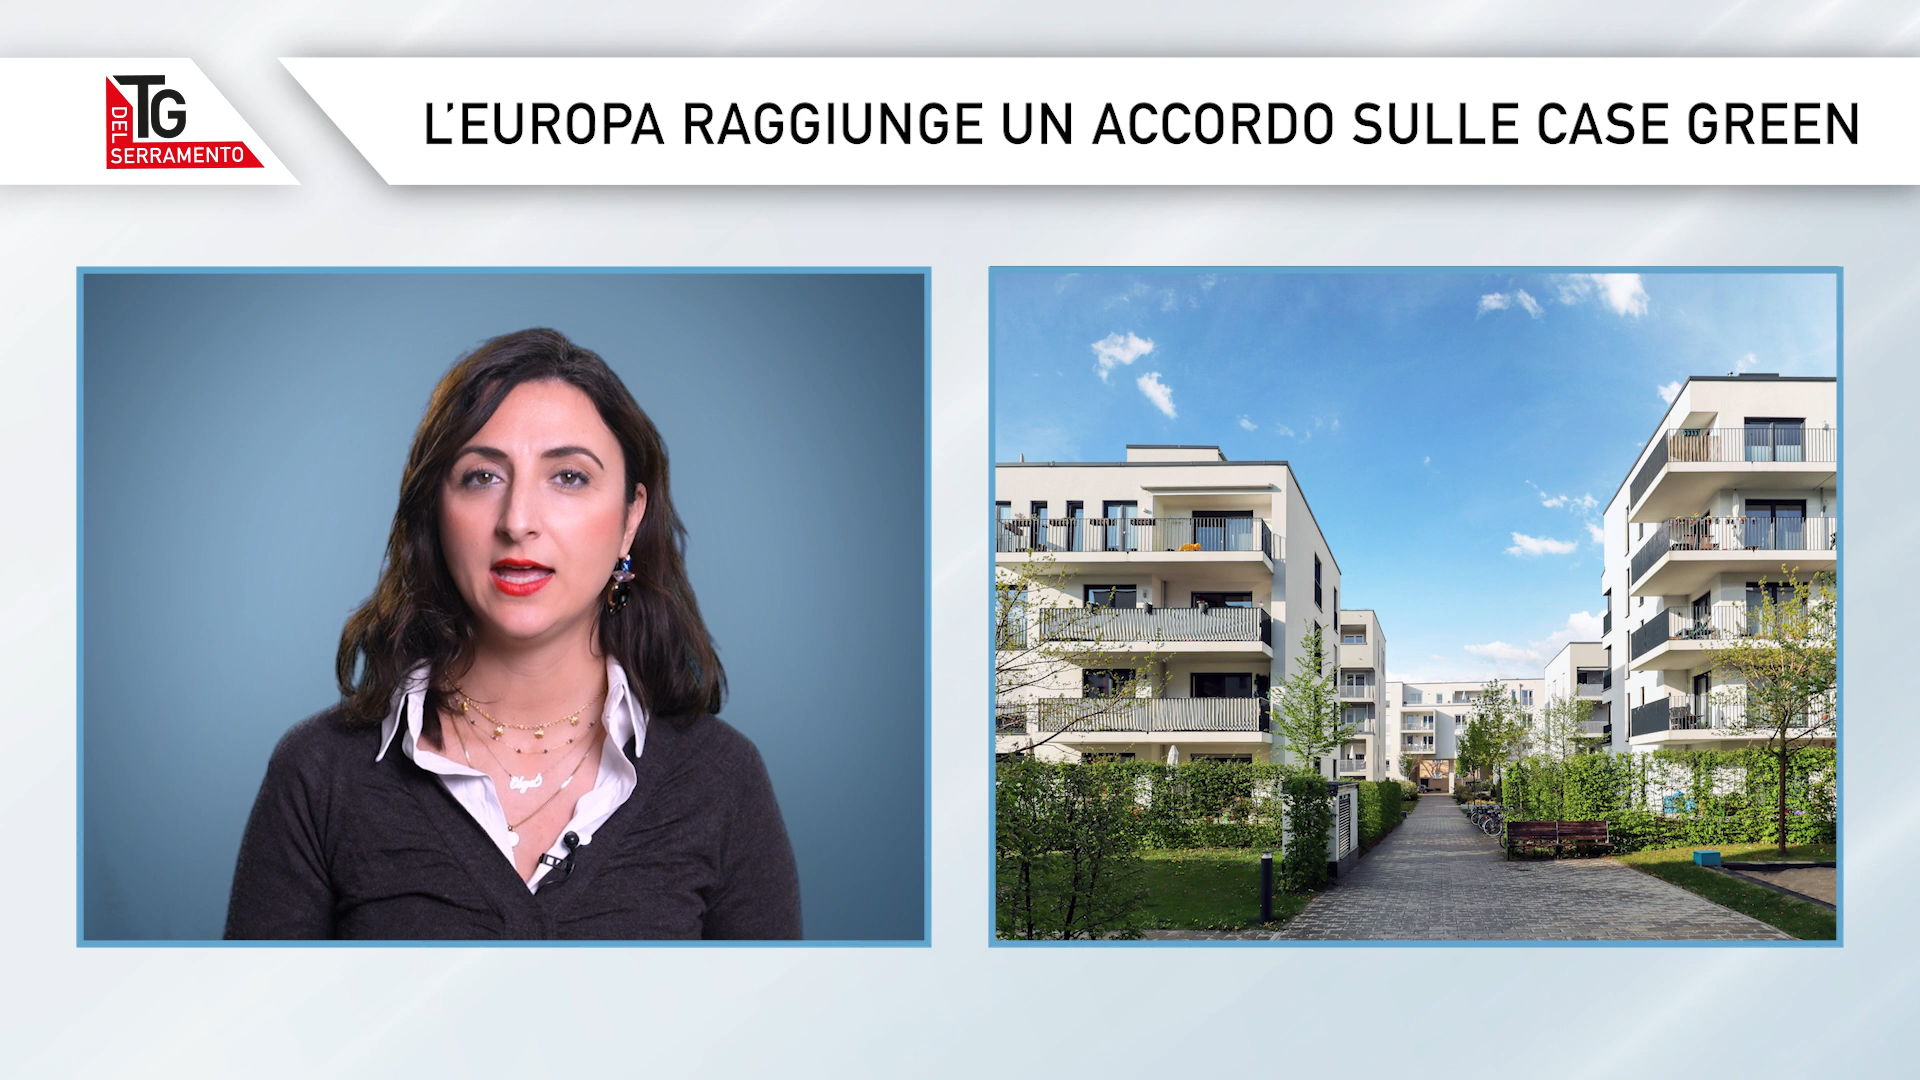 TG
DEL
SERRAMENTO
L'EUROPA RAGGIUNGE UN ACCORDO SULLE CASE GREEN